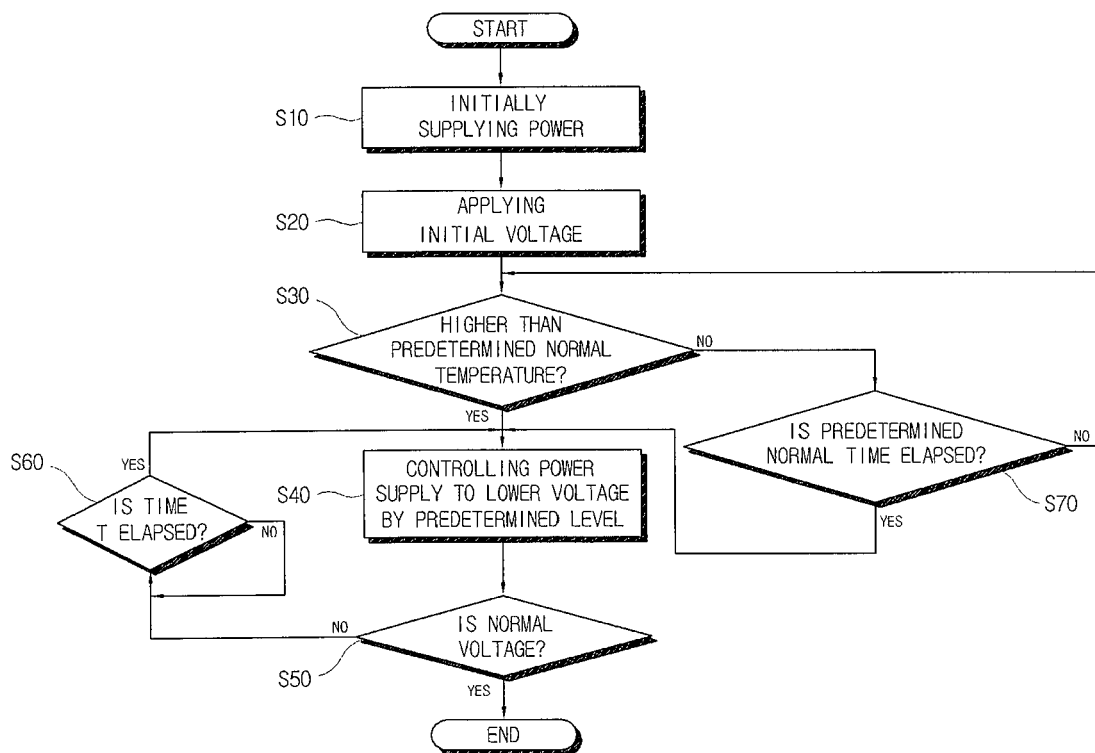 START
S10
INITIALLY
SUPPLYING POWER
S20
APPLYING
INITIAL VOLTAGE
S30
HIGHER THAN
PREDETERMINED NORMAL
TEMPERATURE?
NO
YES
IS PREDETERMINED
NORMAL TIME ELAPSED?
NO
S70
YES
S60
YES
IS TIME
T ELAPSED?
NO
S40
CONTROLLING POWER
SUPPLY TO LOWER VOLTAGE
BY PREDETERMINED LEVEL
NO
IS NORMAL
VOLTAGE?
S50
YES
END